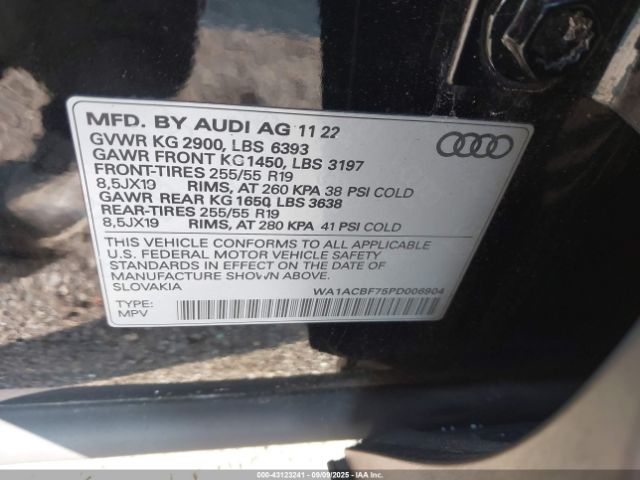 MFD. BY AUDI AG 11 22
GVWR KG 2900, LBS 6393
GAWR FRONT KG 1450, LBS 3197
FRONT-TIRES 255/55 R19
8,5JX19 RIMS, AT 260 KPA 38 PSI COLD
GAWR REAR KG 1650, LBS 3638
REAR-TIRES 255/55 R19
8,5JX19 RIMS, AT 280 KPA 41 PSI COLD
THIS VEHICLE CONFORMS TO ALL APPLICABLE
U.S. FEDERAL MOTOR VEHICLE SAFETY
STANDARDS IN EFFECT ON THE DATE OF
MANUFACTURE SHOWN ABOVE.
SLOVAKIA WA1ACBF75PD006904
TYPE:
MPV
000-43123241 - 09/09/2025 - IAA Inc.